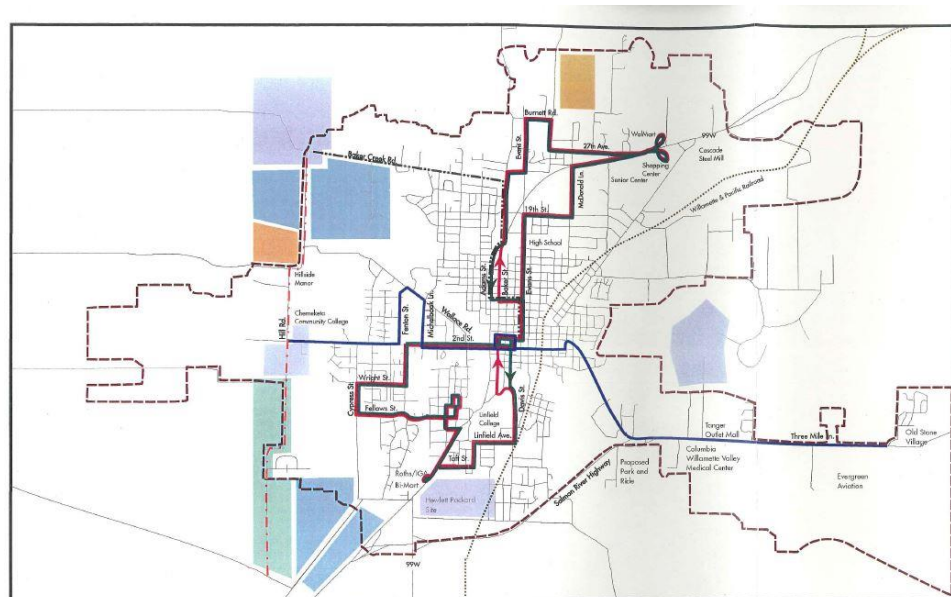 Burnett Rd.
WalMart
99W
27th Ave.
Cascade
Steel Mill
Evans St.
Shopping
Center
Baker Creek Rd.
Senior Center
McDonald Ln.
Willamette & Pacific Railroad
19th St.
High School
Adams St.
Baker St.
Evans St.
Hillside
Manor
Chemeketa
Community College
Fenton St.
Michelbook Ln.
Wallace Rd.
Hill Rd.
2nd St.
Wright St.
Cypress St.
Fellows St.
Davis St.
Linfield
College
Linfield Ave.
Taft St.
Tanger
Outlet Mall
Three Mile Ln.
Old Stone
Village
Columbia
Willamette Valley
Medical Center
Roths/IGA
Bi-Mart
Proposed
Park and
Ride
Evergreen
Aviation
Salmon River Highway
Hewlett Packard
Site
99W